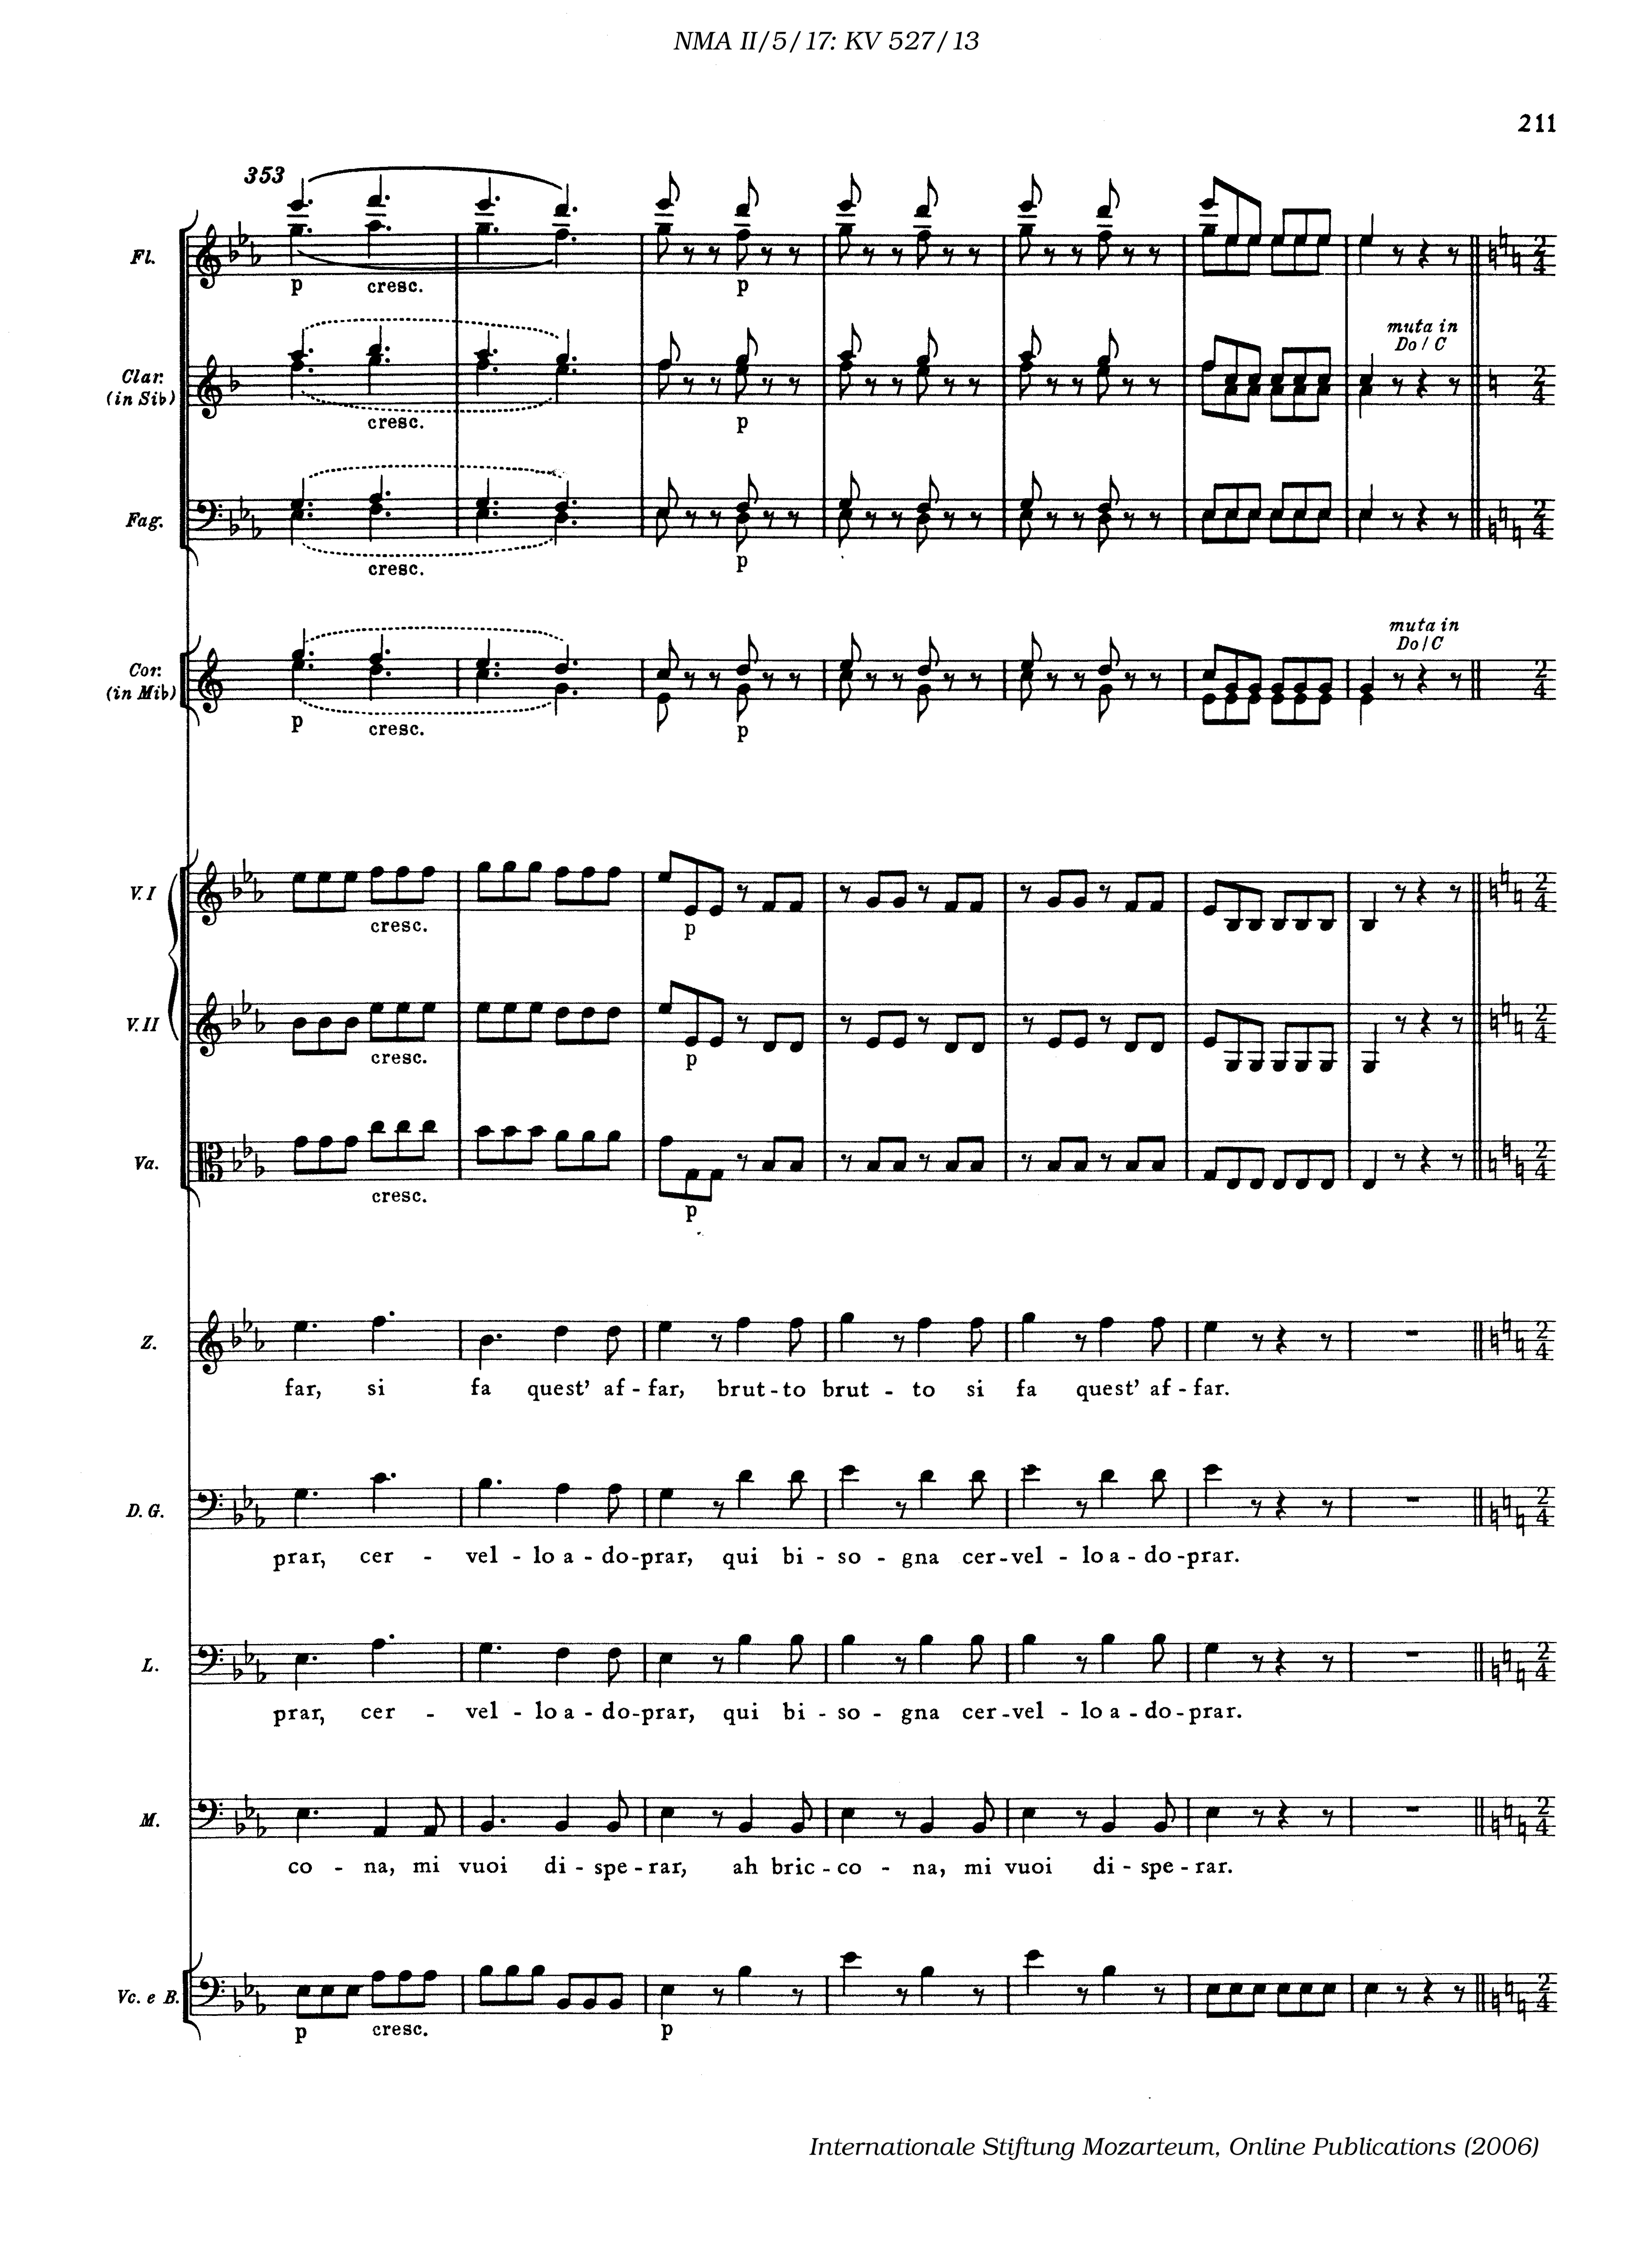 NMA II/5/17: KV 527/13
211
353
Fl.
p cresc. p
muta in
Do / C
Clar.
(in Sib)
cresc. p
Fag.
cresc. p
muta in
Do / C
Cor.
(in Mib)
p cresc. p
V. I
cresc. p
V. II
cresc. p
Va.
cresc. p
Z.
far, si fa quest' af - far, brut - to brut - to si fa quest' af - far.
D. G.
prar, cer - vel - lo a - do - prar, qui bi - so - gna cer - vel - lo a - do - prar.
L.
prar, cer - vel - lo a - do - prar, qui bi - so - gna cer - vel - lo a - do - prar.
M.
co - na, mi vuoi di - spe - rar, ah bric - co - na, mi vuoi di - spe - rar.
Vc. e B.
p cresc. p
Internationale Stiftung Mozarteum, Online Publications (2006)